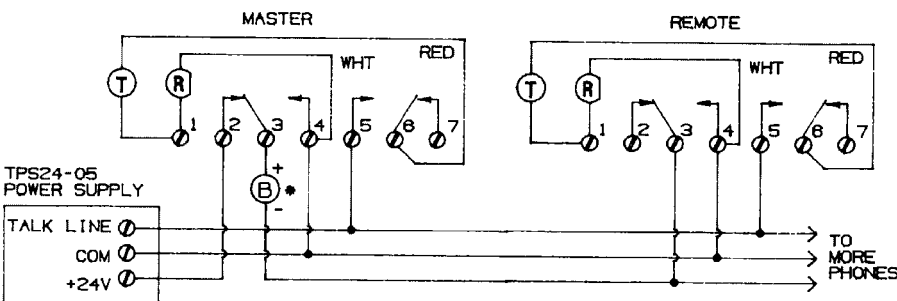 MASTER
REMOTE
RED
RED
WHT
WHT
T
R
T
R
1
2
3
4
5
6
7
1
2
3
4
5
6
7
+
B *
-
TPS24-05
POWER SUPPLY
TALK LINE
COM
+24V
TO
MORE
PHONES